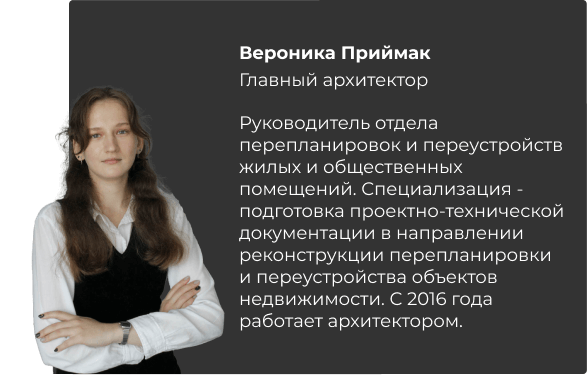 Вероника Приймак
Главный архитектор
Руководитель отдела
перепланировок и переустройств
жилых и общественных
помещений. Специализация -
подготовка проектно-технической
документации в направлении
реконструкции перепланировки
и переустройства объектов
недвижимости. С 2016 года
работает архитектором.